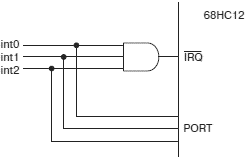 68HC12
int0
int1
IRQ
int2
PORT